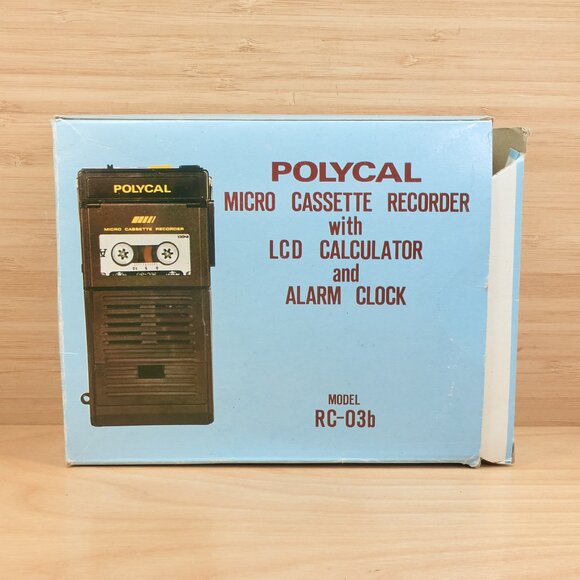 POLYCAL
MICRO CASSETTE RECORDER
with
LCD CALCULATOR
and
ALARM CLOCK
MODEL
RC-03b
POLYCAL
MICRO CASSETTE RECORDER